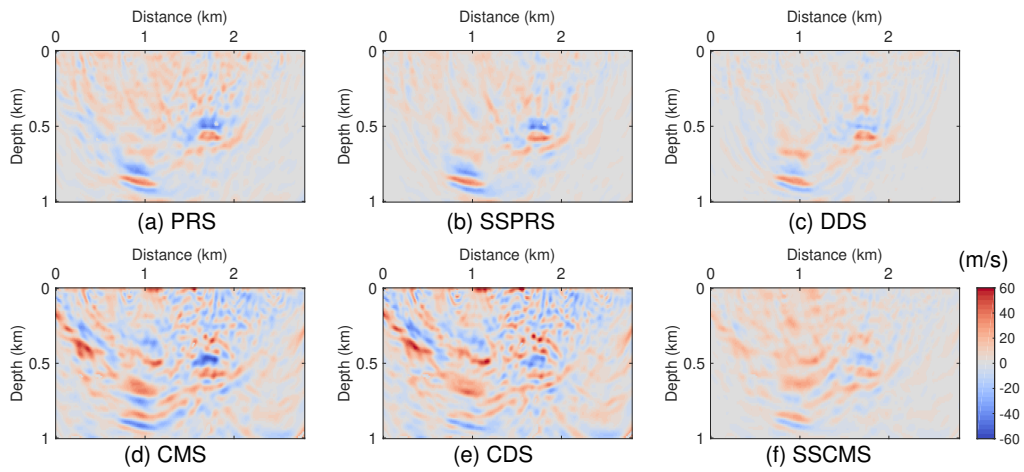 Distance (km)
Distance (km)
Distance (km)
0 1 2
0 1 2
0 1 2
Depth (km)
0
0.5
1
Depth (km)
0
0.5
1
Depth (km)
0
0.5
1
(a) PRS
(b) SSPRS
(c) DDS
Distance (km)
Distance (km)
Distance (km)
(m/s)
0 1 2
0 1 2
0 1 2
Depth (km)
0
0.5
1
Depth (km)
0
0.5
1
Depth (km)
0
0.5
1
60
40
20
0
-20
-40
-60
(d) CMS
(e) CDS
(f) SSCMS